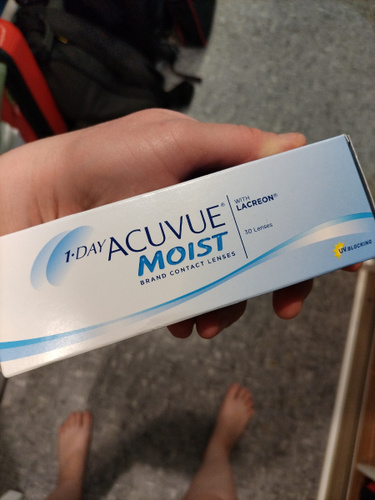 1·DAY ACUVUE®
MOIST
BRAND CONTACT LENSES
WITH
LACREON®
30 Lenses
UV BLOCKING